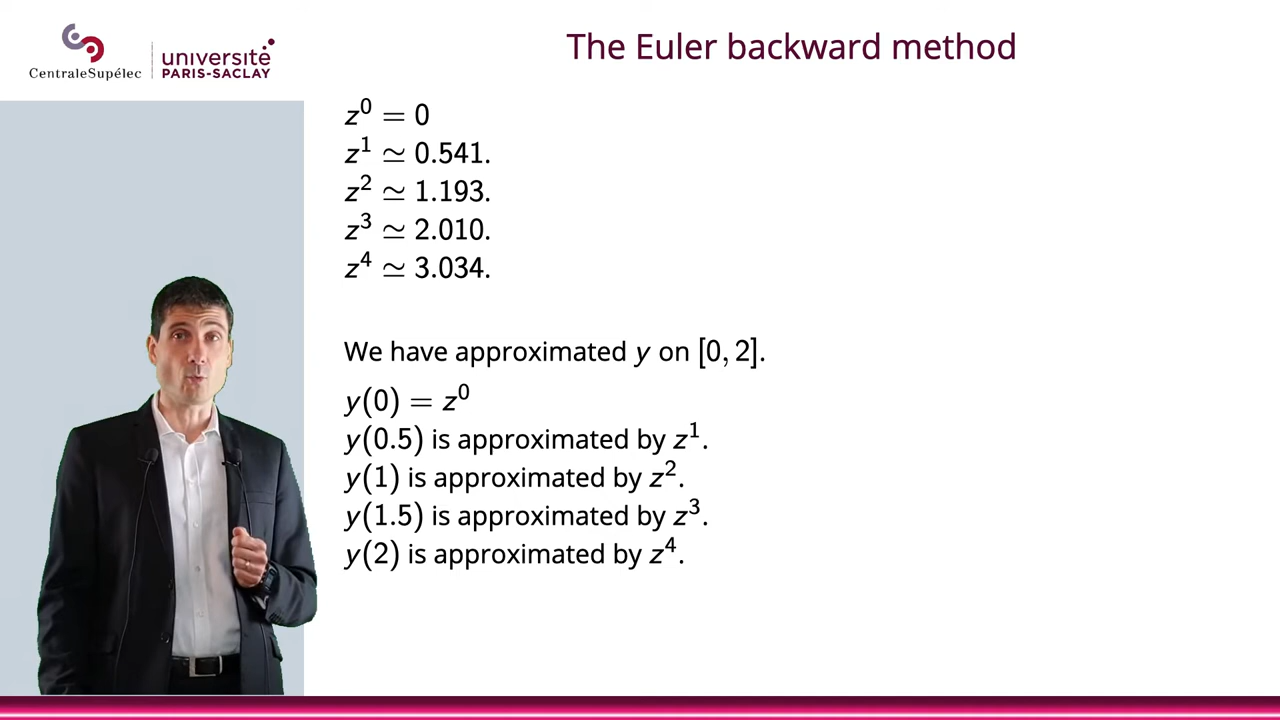 CentraleSupélec
université
PARIS-SACLAY
The Euler backward method
z⁰ = 0
z¹ ≃ 0.541.
z² ≃ 1.193.
z³ ≃ 2.010.
z⁴ ≃ 3.034.
We have approximated y on [0, 2].
y(0) = z⁰
y(0.5) is approximated by z¹.
y(1) is approximated by z².
y(1.5) is approximated by z³.
y(2) is approximated by z⁴.